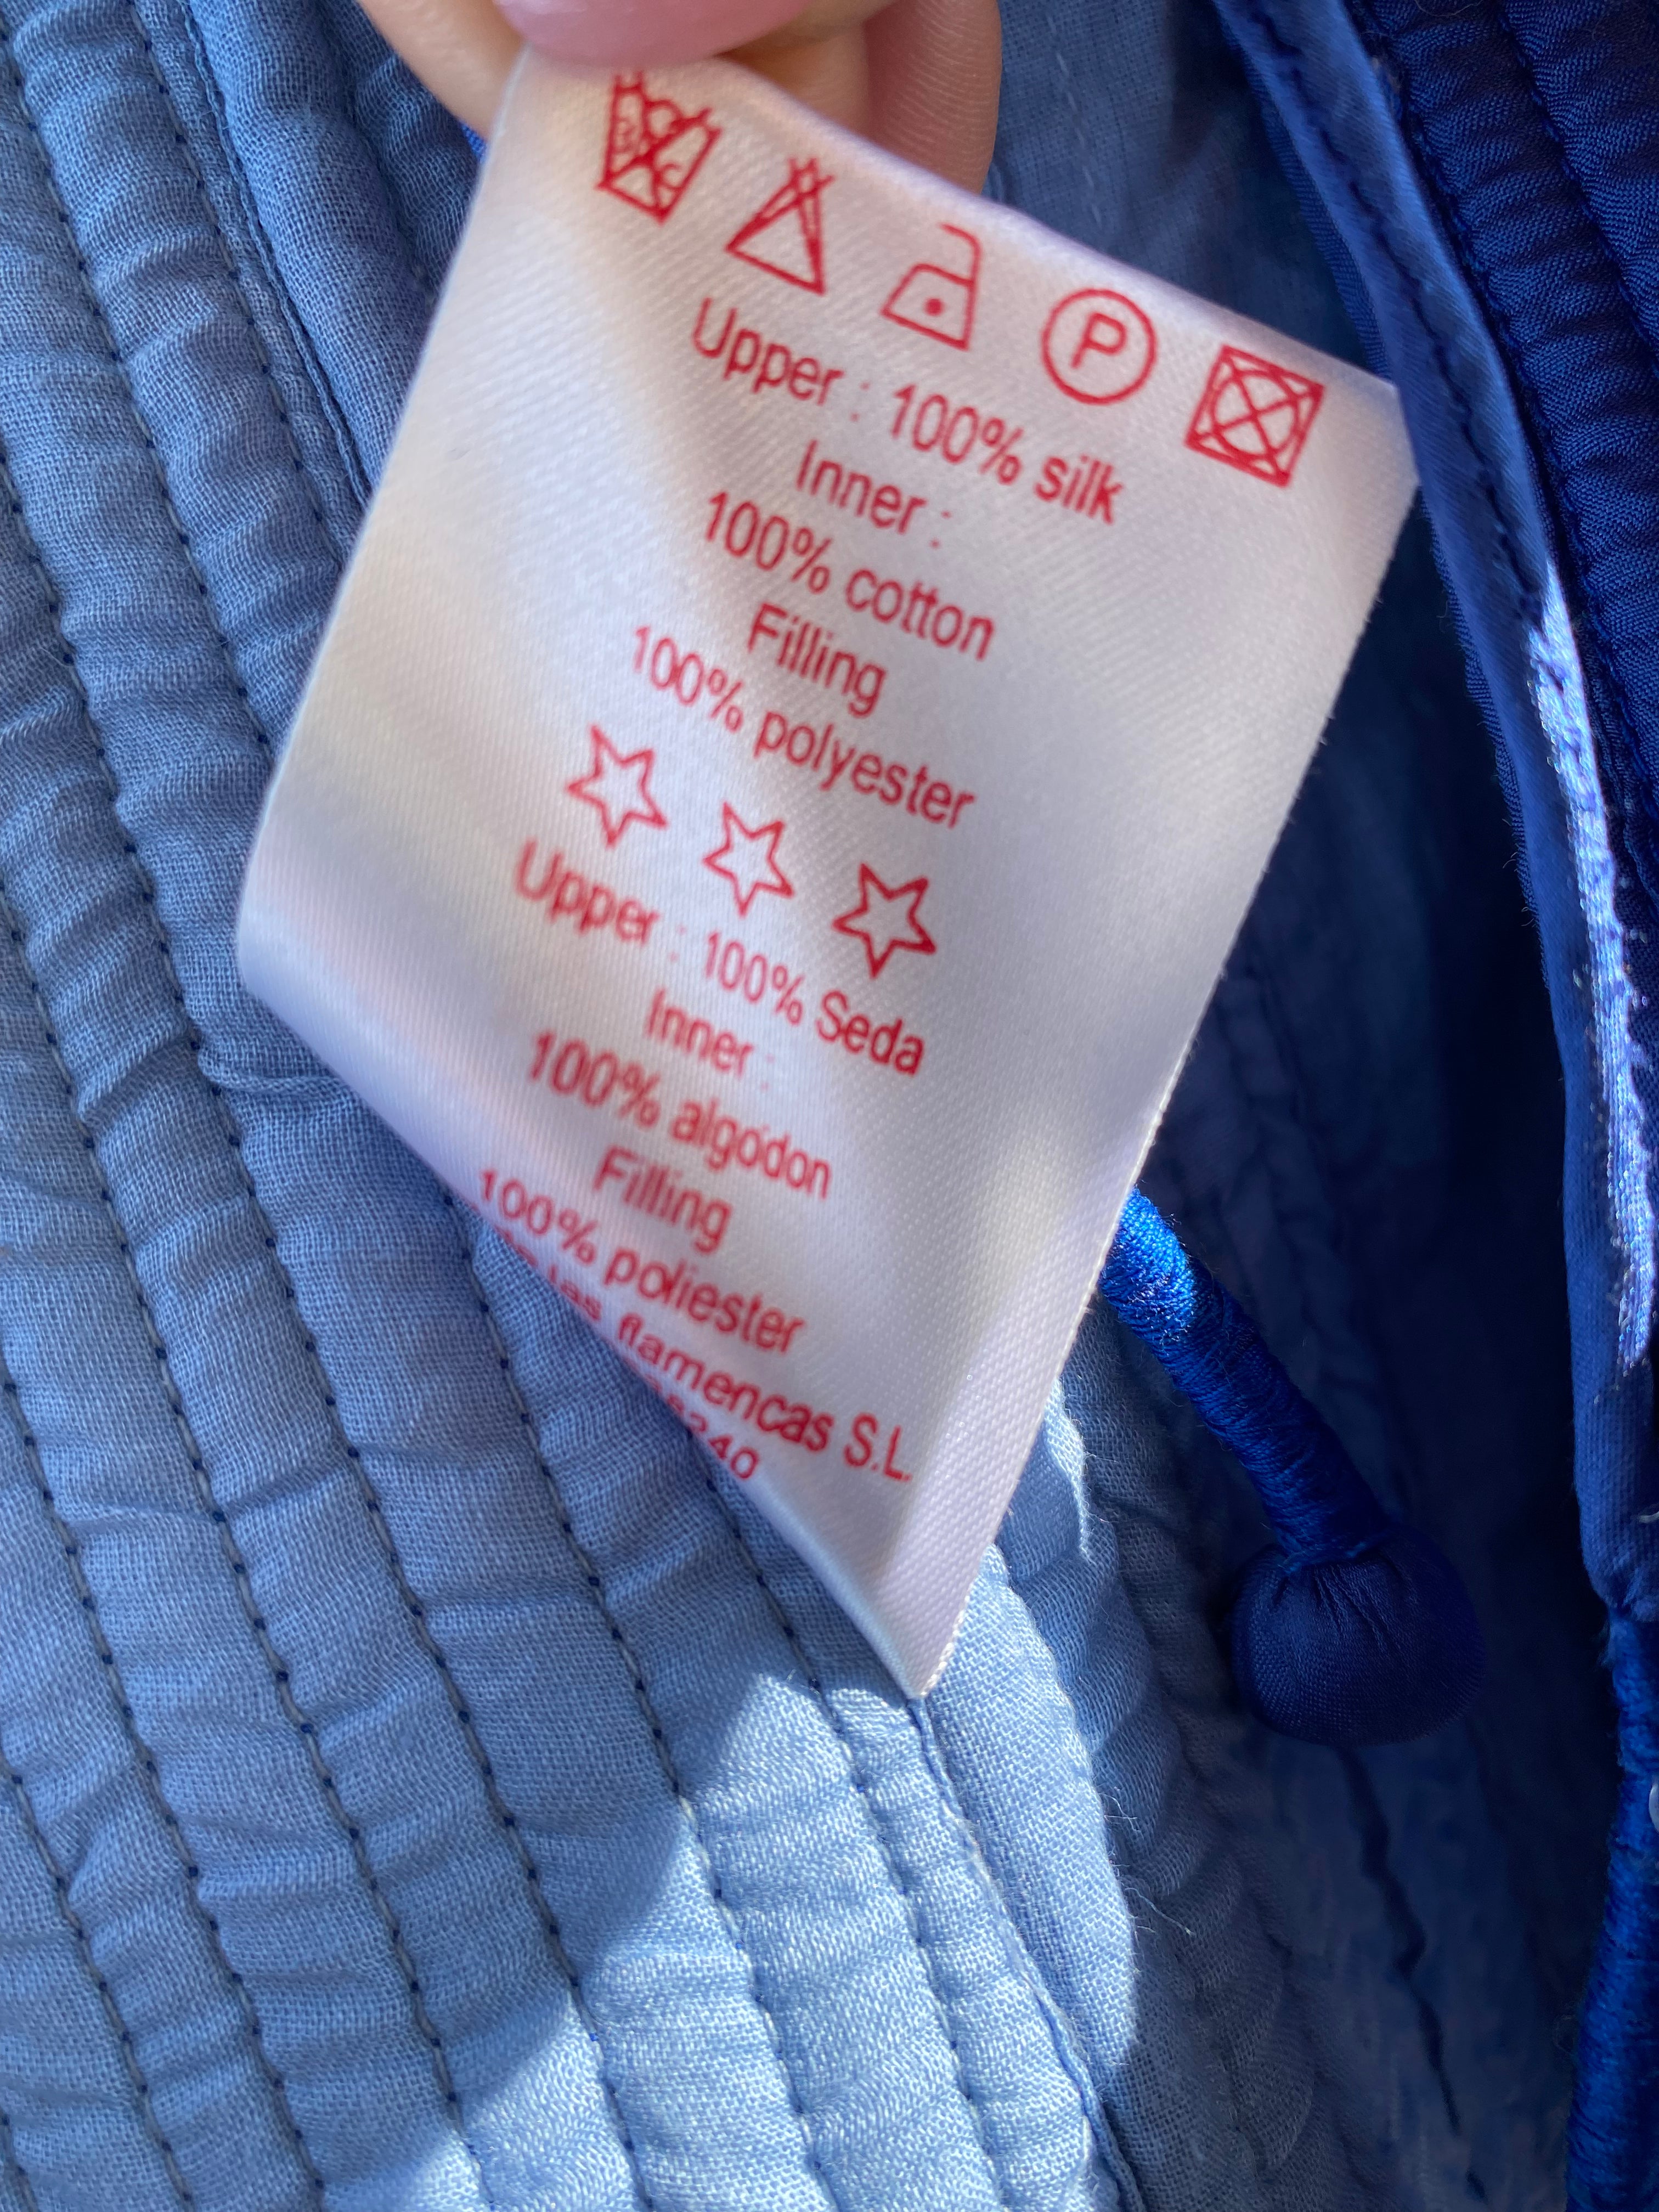 P
Upper : 100% silk
Inner :
100% cotton
Filling
100% polyester
Upper : 100% Seda
Inner :
100% algodon
Filling
100% poliester
las flamencas S.L.